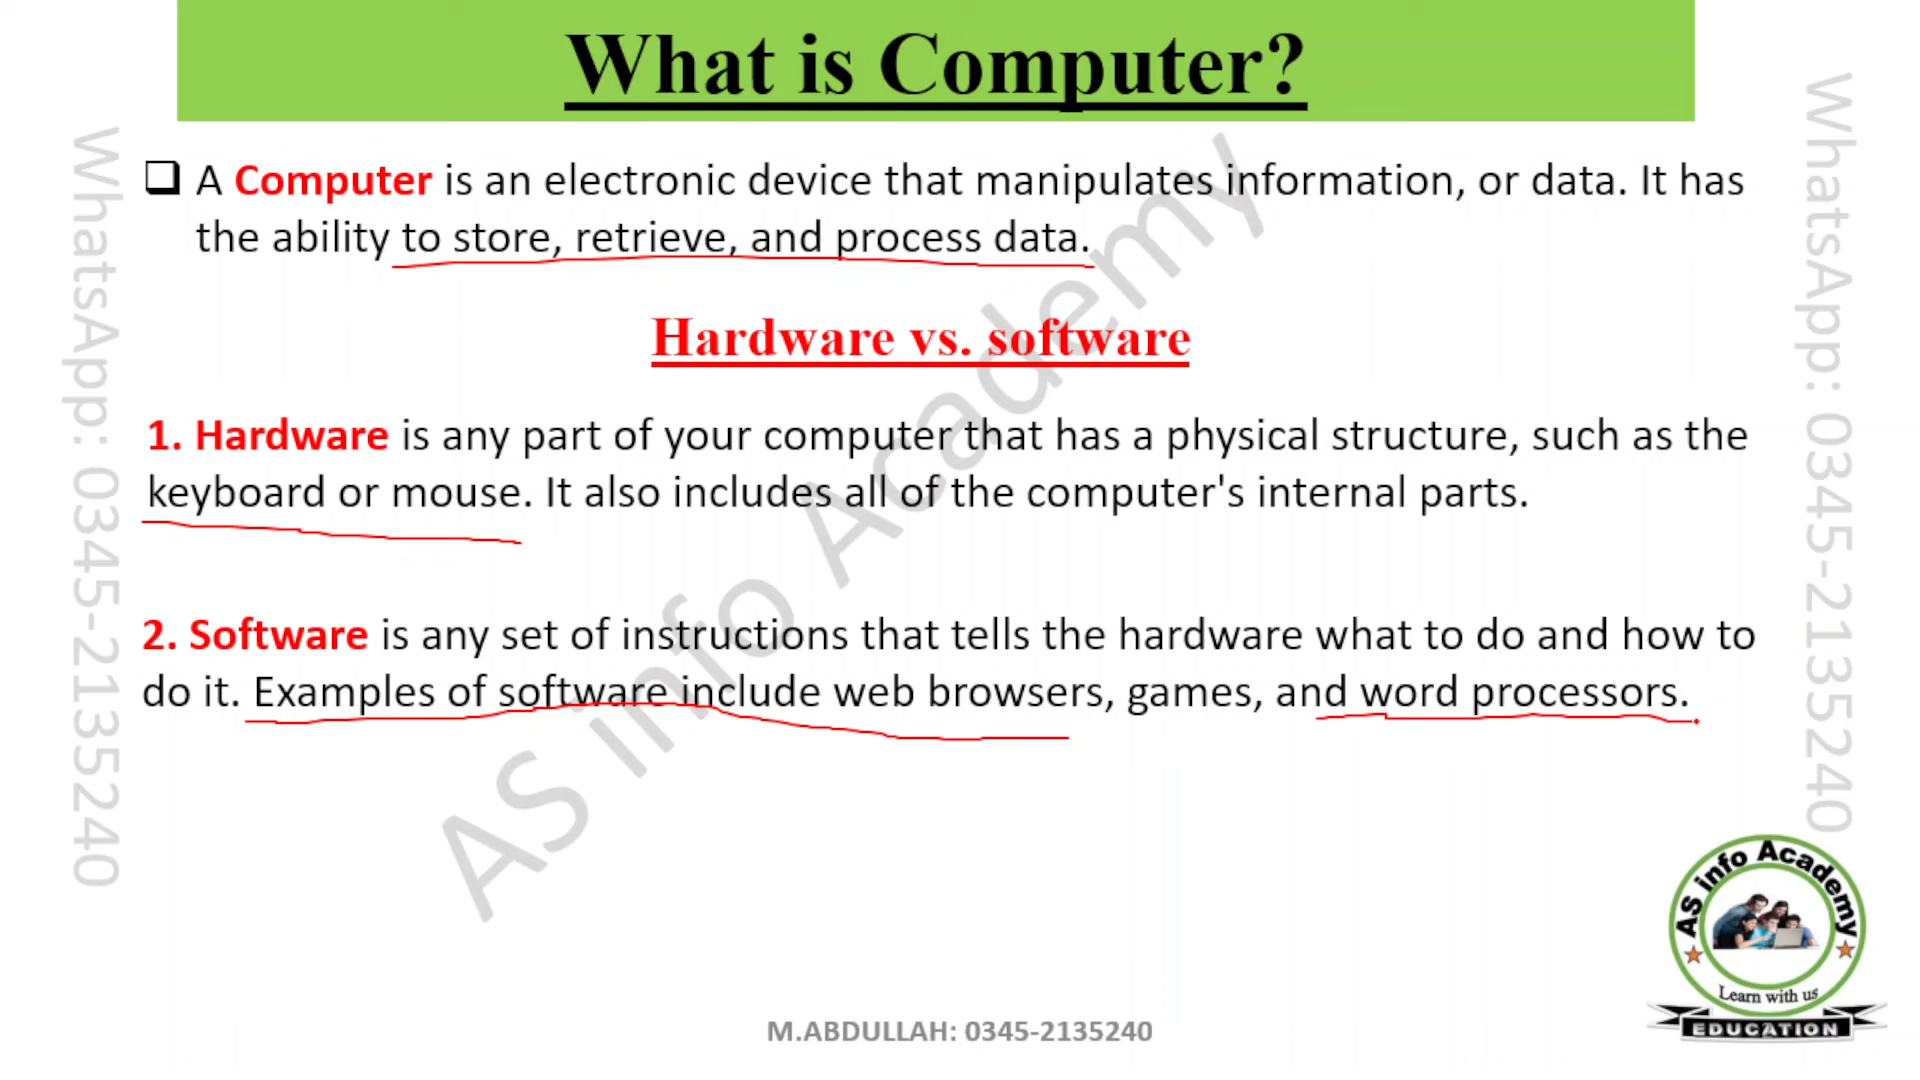 What is Computer?
A Computer is an electronic device that manipulates information, or data. It has
the ability to store, retrieve, and process data.
Hardware vs. software
1. Hardware is any part of your computer that has a physical structure, such as the
keyboard or mouse. It also includes all of the computer's internal parts.
2. Software is any set of instructions that tells the hardware what to do and how to
do it. Examples of software include web browsers, games, and word processors.
AS info Academy
WhatsApp: 0345-2135240
WhatsApp: 0345-2135240
AS info Academy
Learn with us
EDUCATION
M.ABDULLAH: 0345-2135240